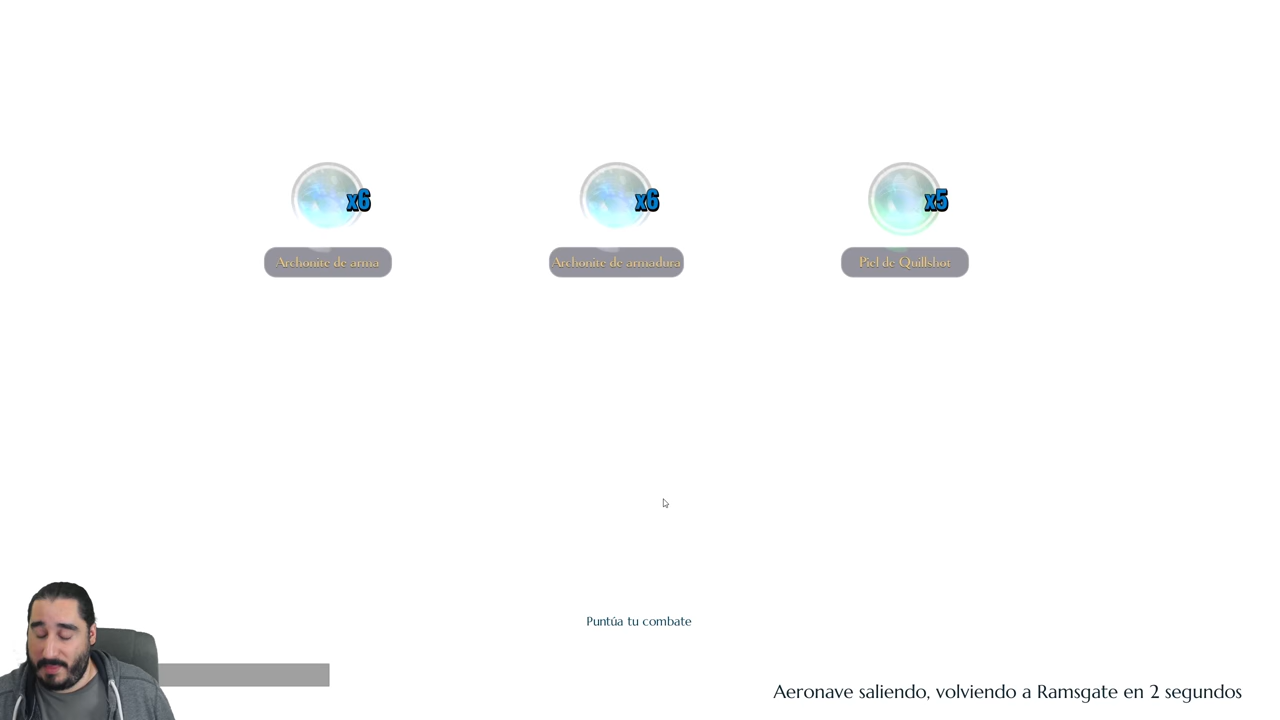 x6
x6
x5
Archonite de arma
Archonite de armadura
Piel de Quillshot
Puntúa tu combate
Aeronave saliendo, volviendo a Ramsgate en 2 segundos